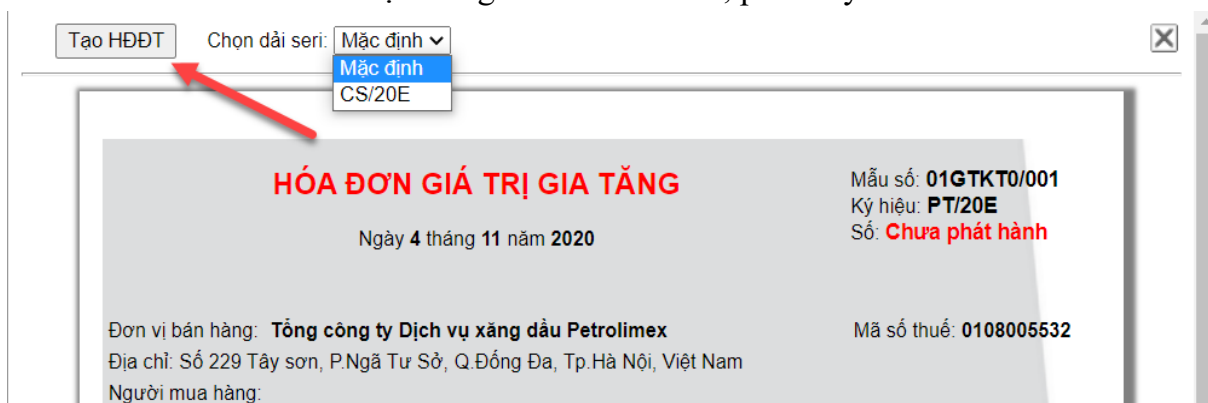 Tạo HĐĐT Chọn dải seri: Mặc định
Mặc định
CS/20E
HÓA ĐƠN GIÁ TRỊ GIA TĂNG
Ngày 4 tháng 11 năm 2020
Mẫu số: 01GTKT0/001
Ký hiệu: PT/20E
Số: Chưa phát hành
Đơn vị bán hàng: Tổng công ty Dịch vụ xăng dầu Petrolimex
Mã số thuế: 0108005532
Địa chỉ: Số 229 Tây sơn, P.Ngã Tư Sở, Q.Đống Đa, Tp.Hà Nội, Việt Nam
Người mua hàng: